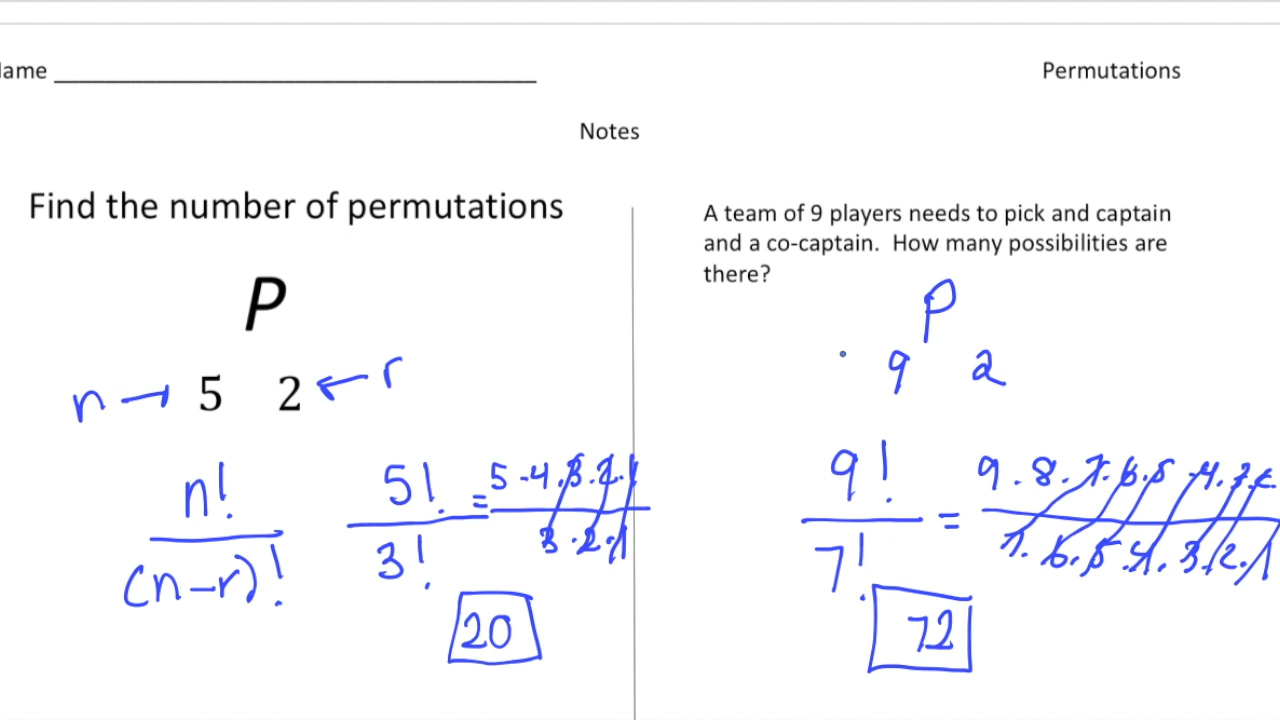 ame ____________________
Permutations
Notes
Find the number of permutations
P
n → 5 2 ← r
n!
(n-r)!
5!
3!
= 5·4·3·2·1
3·2·1
20
A team of 9 players needs to pick and captain
and a co-captain. How many possibilities are
there?
P
9 2
9!
7!
= 9·8·7·6·5·4·3·2
7·6·5·4·3·2·1
72